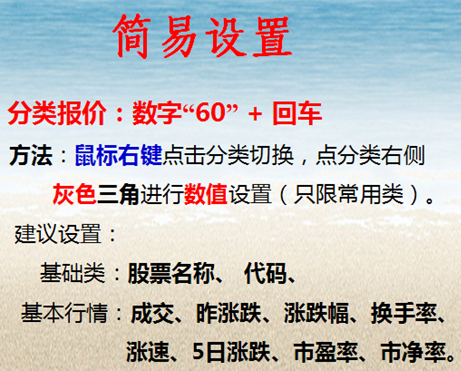 简易设置
分类报价：数字“60” + 回车
方法：鼠标右键点击分类切换，点分类右侧
灰色三角进行数值设置（只限常用类）。
建议设置：
基础类：股票名称、 代码、
基本行情：成交、昨涨跌、涨跌幅、换手率、
涨速、5日涨跌、市盈率、市净率。